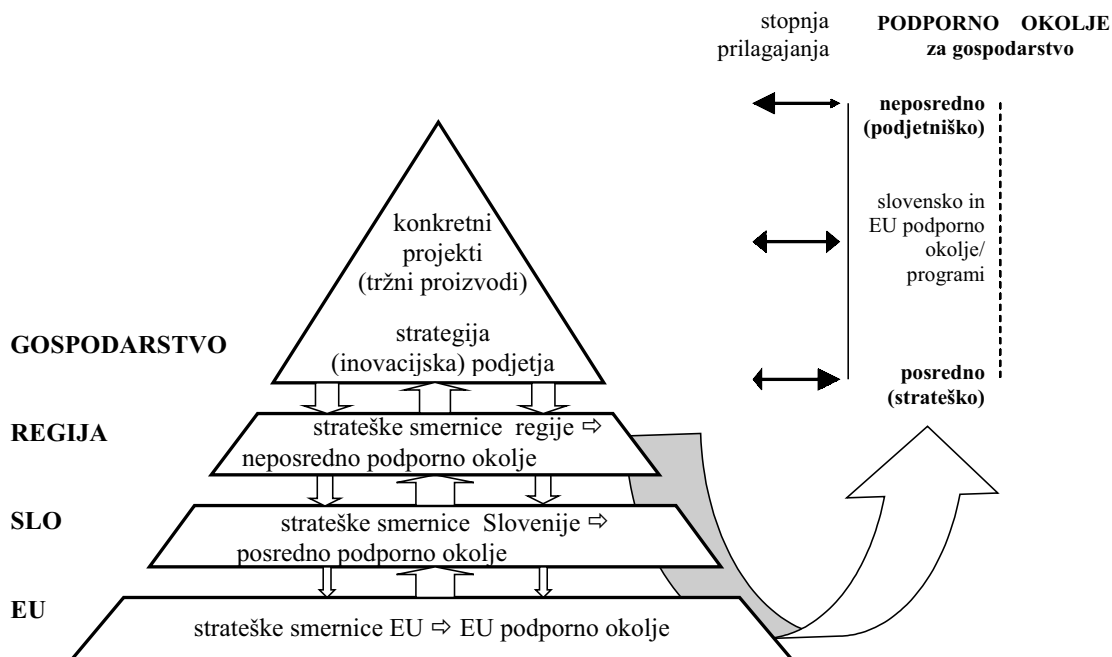 stopnja
prilagajanja
PODPORNO OKOLJE
za gospodarstvo
neposredno
(podjetniško)
slovensko in
EU podporno
okolje/
programi
posredno
(strateško)
konkretni
projekti
(tržni proizvodi)
strategija
(inovacijska) podjetja
GOSPODARSTVO
REGIJA
strateške smernice regije ⇨
neposredno podporno okolje
SLO
strateške smernice Slovenije ⇨
posredno podporno okolje
EU
strateške smernice EU ⇨ EU podporno okolje